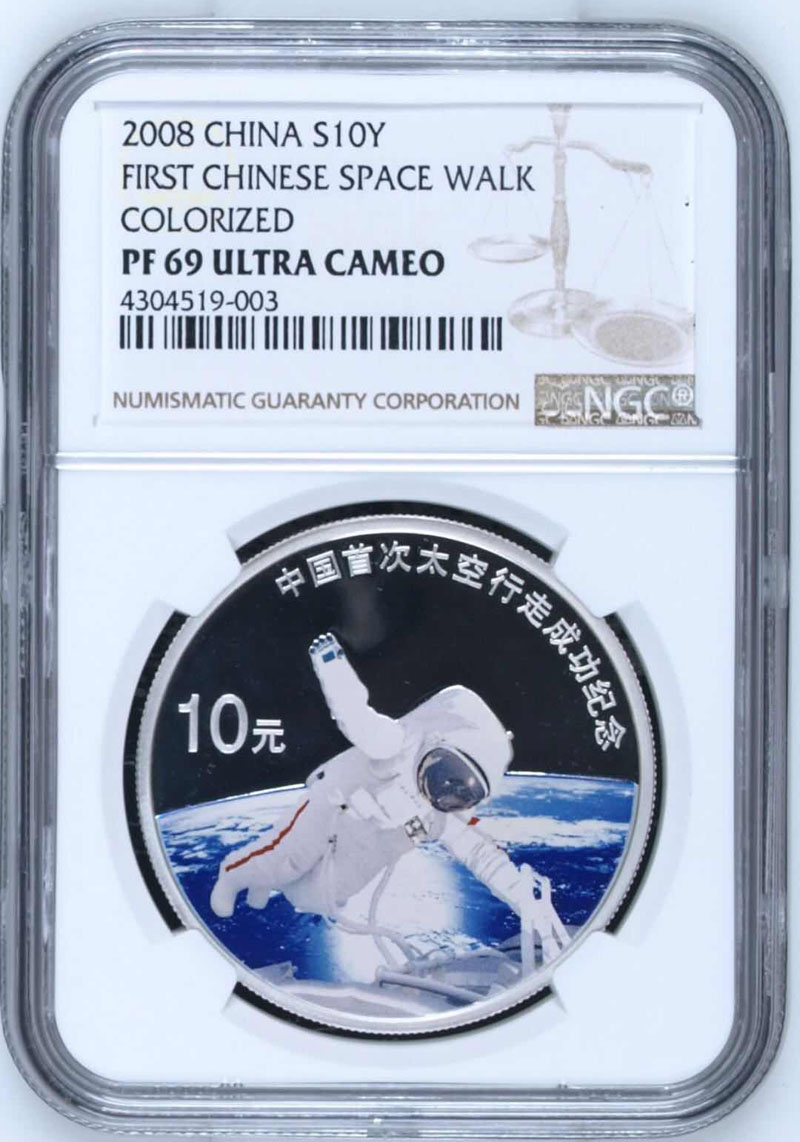 2008 CHINA S10Y
FIRST CHINESE SPACE WALK
COLORIZED
PF 69 ULTRA CAMEO
4304519-003
NUMISMATIC GUARANTY CORPORATION
NGC®
中国首次太空行走成功纪念
10元